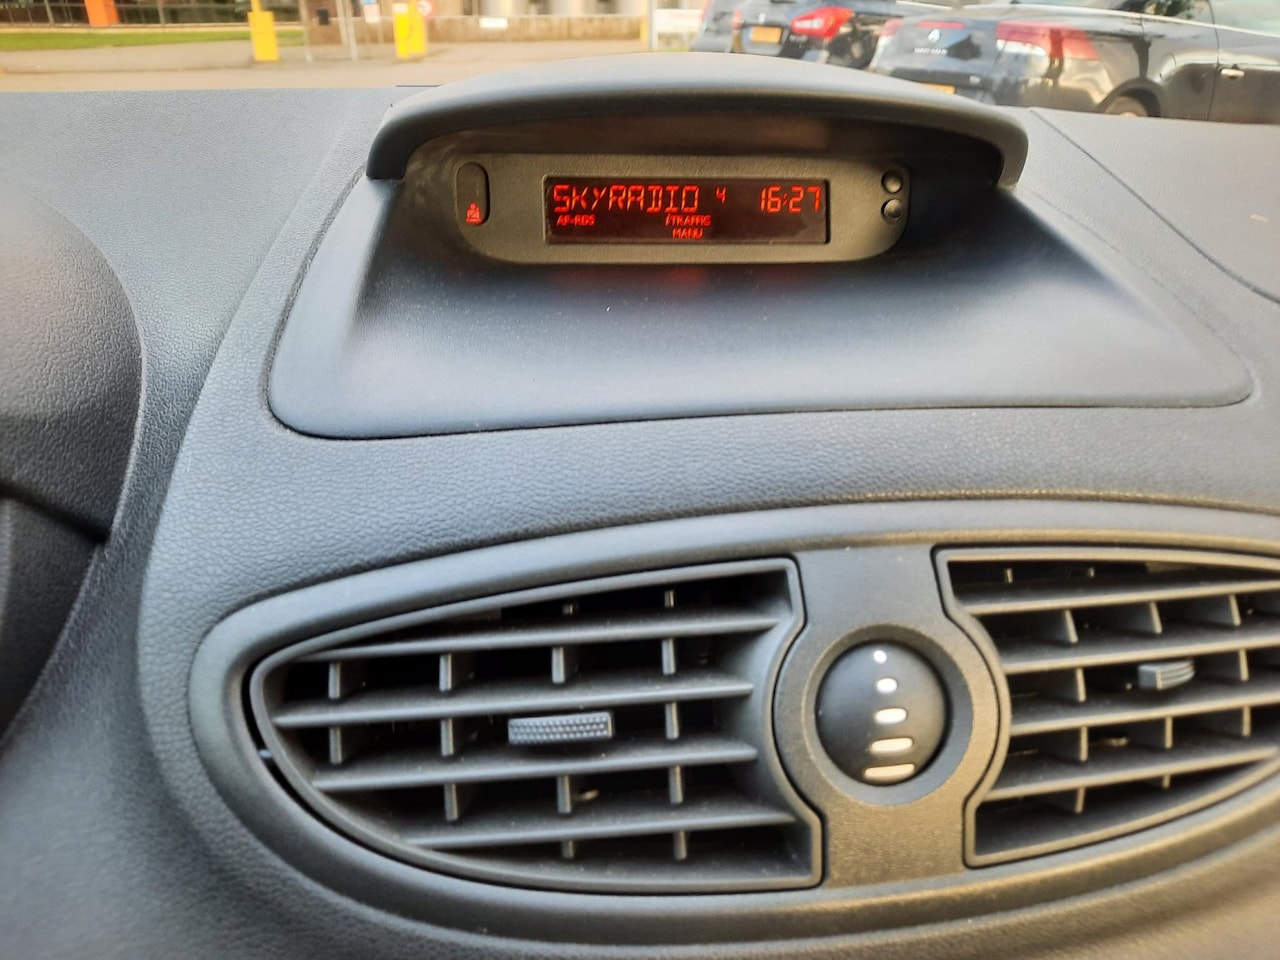 SKYRADIO 4 16:27
AF-RDS iTRAFFIC
MANU